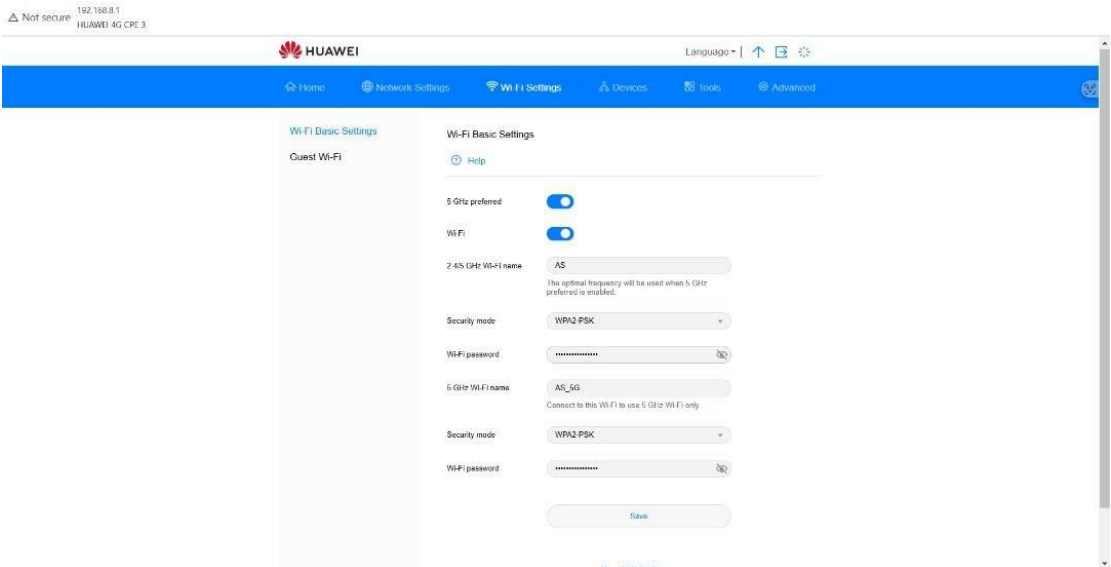 Not secure
192.168.8.1
HUAWEI 4G CPE 3
HUAWEI
Language
Home
Network Settings
Wi-Fi Settings
Devices
Tools
Advanced
Wi-Fi Basic Settings
Guest Wi-Fi
Wi-Fi Basic Settings
Help
5 GHz preferred
Wi-Fi
2.4/5 GHz Wi-Fi name
AS
The optimal frequency will be used when 5 GHz
preferred is enabled.
Security mode
WPA2-PSK
Wi-Fi password
••••••••••••••••
5 GHz Wi-Fi name
AS_5G
Connect to this Wi-Fi to use 5 GHz Wi-Fi only
Security mode
WPA2-PSK
Wi-Fi password
••••••••••••••••
Save